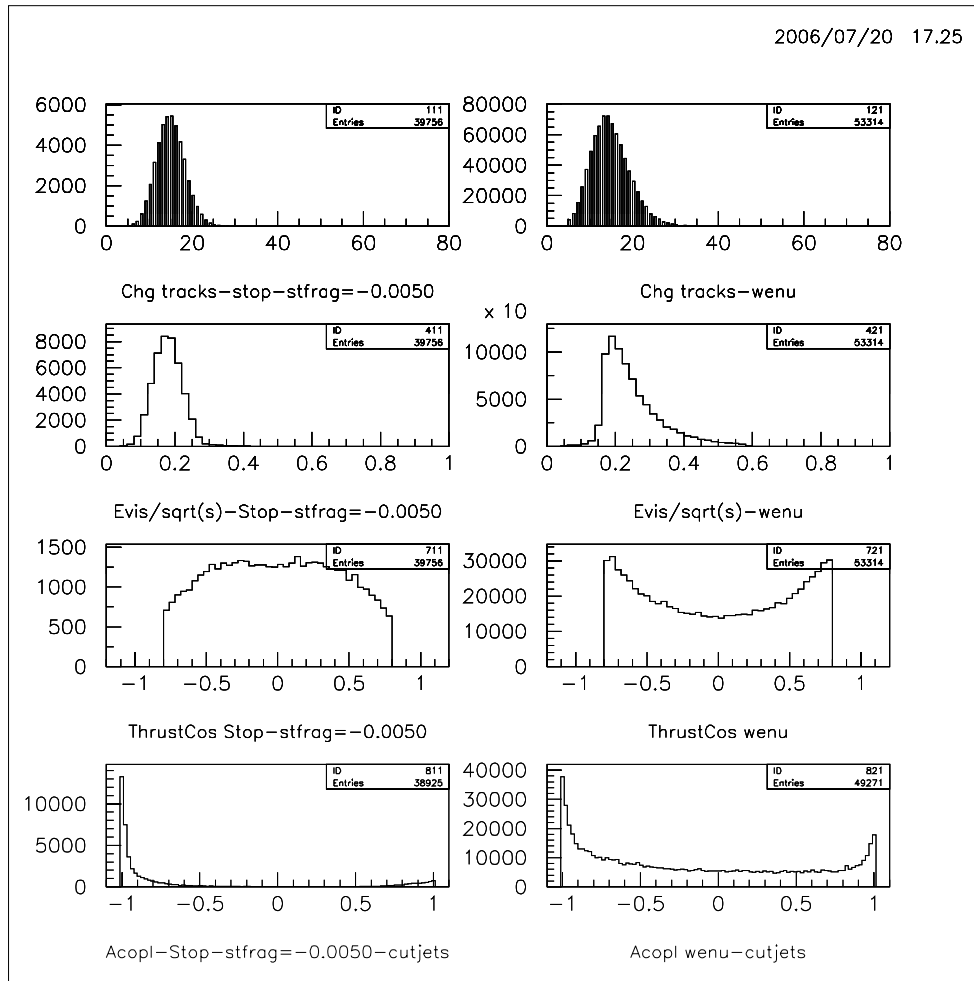 2006/07/20 17.25
ID 111
Entries 39756
6000
4000
2000
0
0 20 40 60 80
Chg tracks-stop-stfrag=-0.0050
ID 121
Entries 53314
80000
60000
40000
20000
0
0 20 40 60 80
Chg tracks-wenu
ID 411
Entries 39756
8000
6000
4000
2000
0
0 0.2 0.4 0.6 0.8 1
Evis/sqrt(s)-Stop-stfrag=-0.0050
x 10
ID 421
Entries 53314
10000
5000
0
0 0.2 0.4 0.6 0.8 1
Evis/sqrt(s)-wenu
ID 711
Entries 39756
1500
1000
500
0
-1 -0.5 0 0.5 1
ThrustCos Stop-stfrag=-0.0050
ID 721
Entries 53314
30000
20000
10000
0
-1 -0.5 0 0.5 1
ThrustCos wenu
ID 811
Entries 38925
10000
5000
0
-1 -0.5 0 0.5 1
Acopl-Stop-stfrag=-0.0050-cutjets
ID 821
Entries 49271
40000
30000
20000
10000
0
-1 -0.5 0 0.5 1
Acopl wenu-cutjets